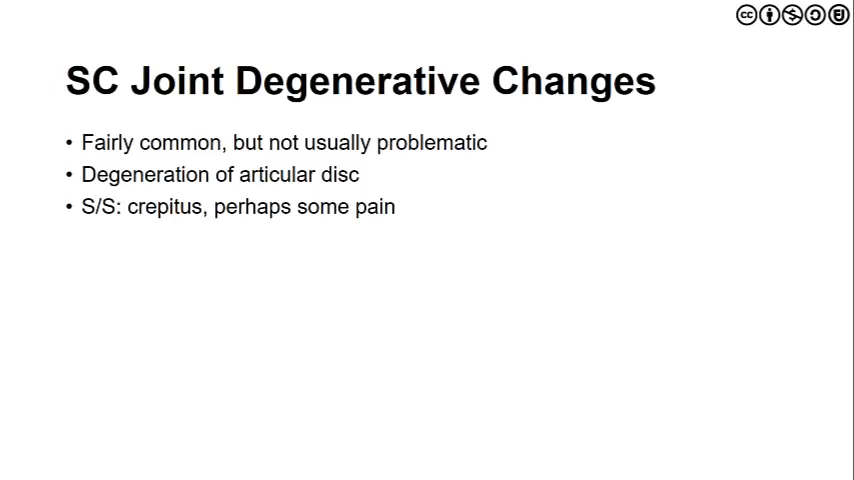 SC Joint Degenerative Changes
• Fairly common, but not usually problematic
• Degeneration of articular disc
• S/S: crepitus, perhaps some pain